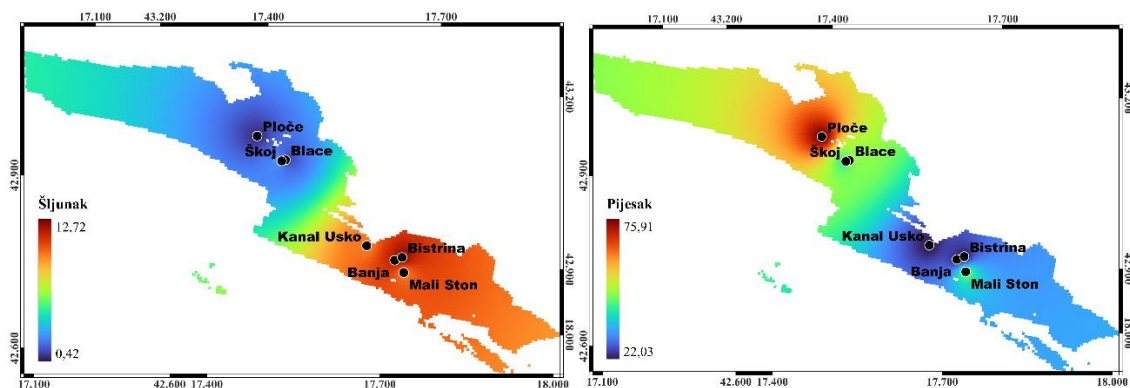 17.100 43.200 17.400 17.700
43.200
42.900
Ploče
Škoj Blace
Šljunak
12.72
0.42
Kanal Usko
Bistrina
Banja
Mali Ston
42.900
18.000
42.600
17.100 42.600 17.400 17.700 18.000
17.100 43.200 17.400 17.700
43.200
42.600
Ploče
Škoj Blace
Pijesak
75.91
22.03
Kanal Usko
Bistrina
Banja
Mali Ston
42.900
18.000
42.600
17.100 42.600 17.400 17.700 18.000